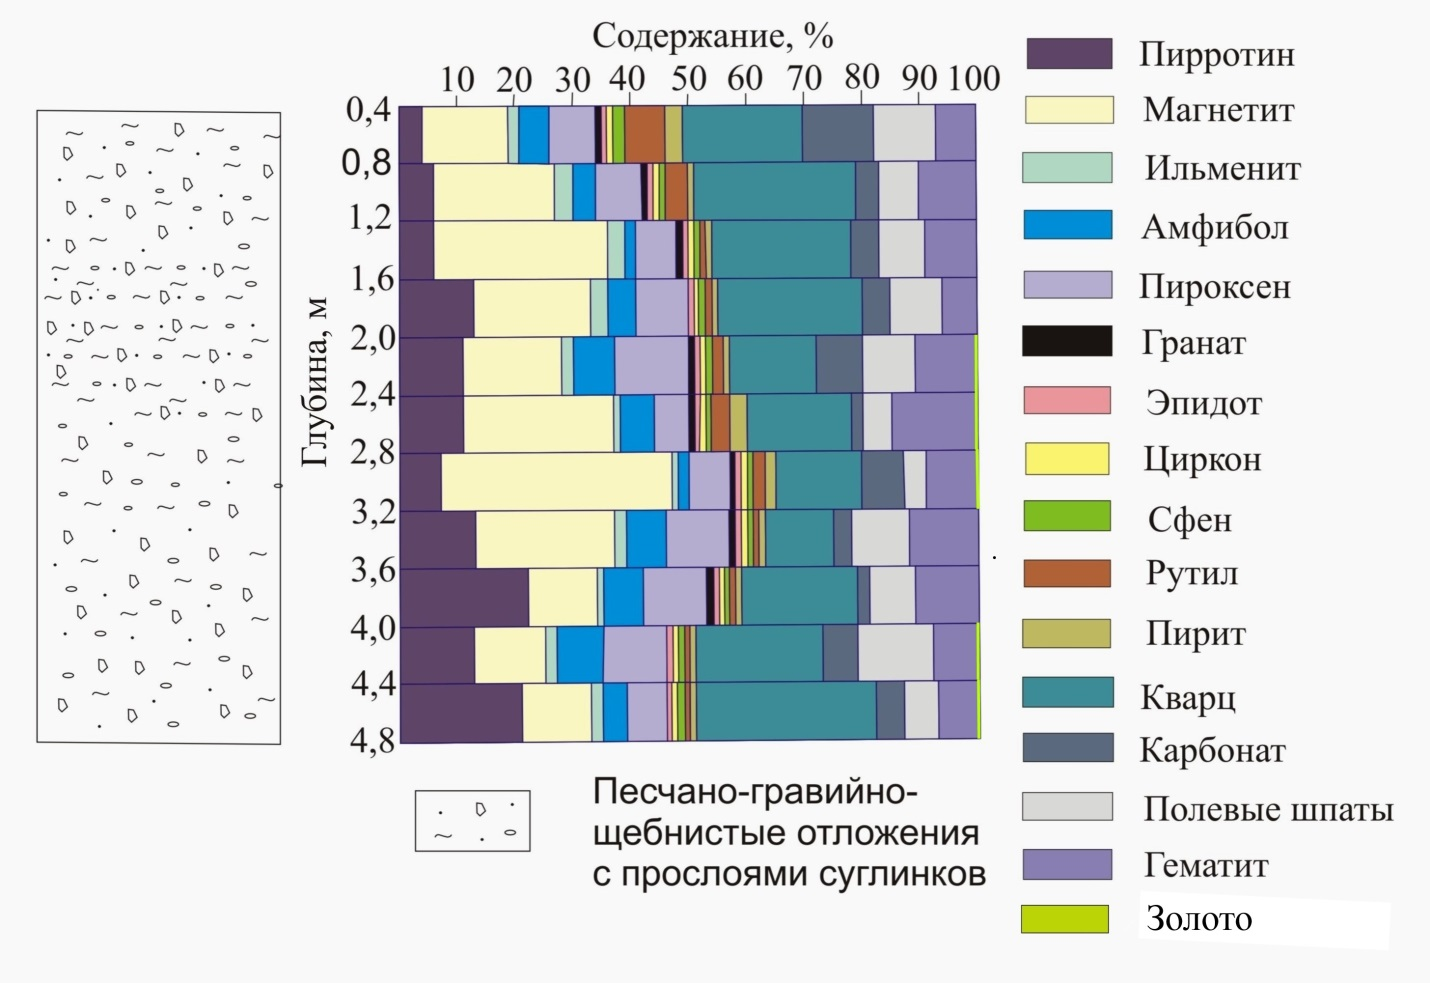 Содержание, %
10 20 30 40 50 60 70 80 90 100
Глубина, м
0,4
0,8
1,2
1,6
2,0
2,4
2,8
3,2
3,6
4,0
4,4
4,8
Пирротин
Магнетит
Ильменит
Амфибол
Пироксен
Гранат
Эпидот
Циркон
Сфен
Рутил
Пирит
Кварц
Карбонат
Полевые шпаты
Гематит
Золото
Песчано-гравийно-
щебнистые отложения
с прослоями суглинков